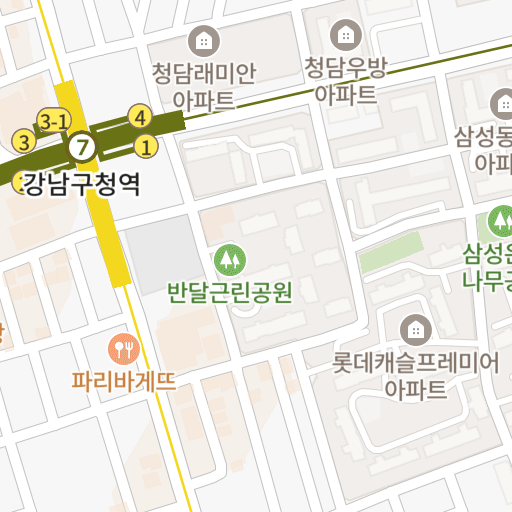 청담래미안
아파트
청담우방
아파트
3-1
4
3
7
1
강남구청역
삼성동
아파
반달근린공원
삼성은
나무공
파리바게뜨
롯데캐슬프레미어
아파트